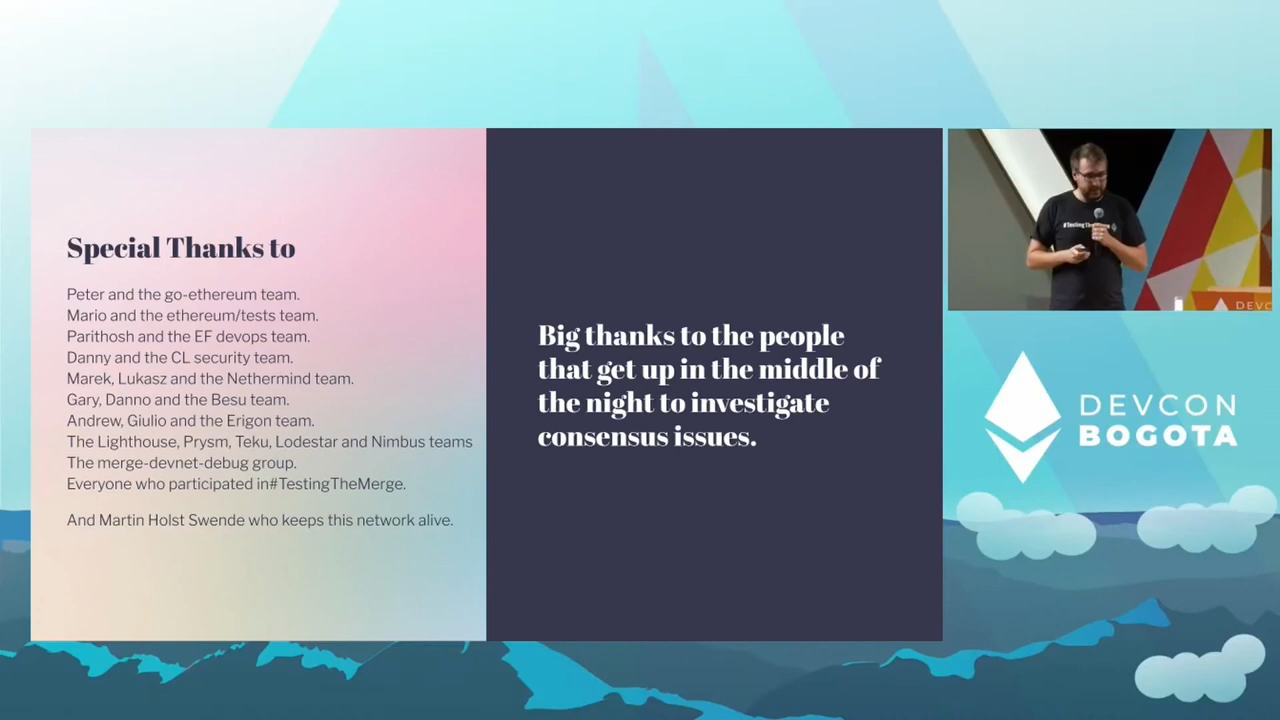 Special Thanks to
Peter and the go-ethereum team.
Mario and the ethereum/tests team.
Parithosh and the EF devops team.
Danny and the CL security team.
Marek, Lukasz and the Nethermind team.
Gary, Danno and the Besu team.
Andrew, Giulio and the Erigon team.
The Lighthouse, Prysm, Teku, Lodestar and Nimbus teams
The merge-devnet-debug group.
Everyone who participated in#TestingTheMerge.
And Martin Holst Swende who keeps this network alive.
Big thanks to the people
that get up in the middle of
the night to investigate
consensus issues.
DEVCON
BOGOTA